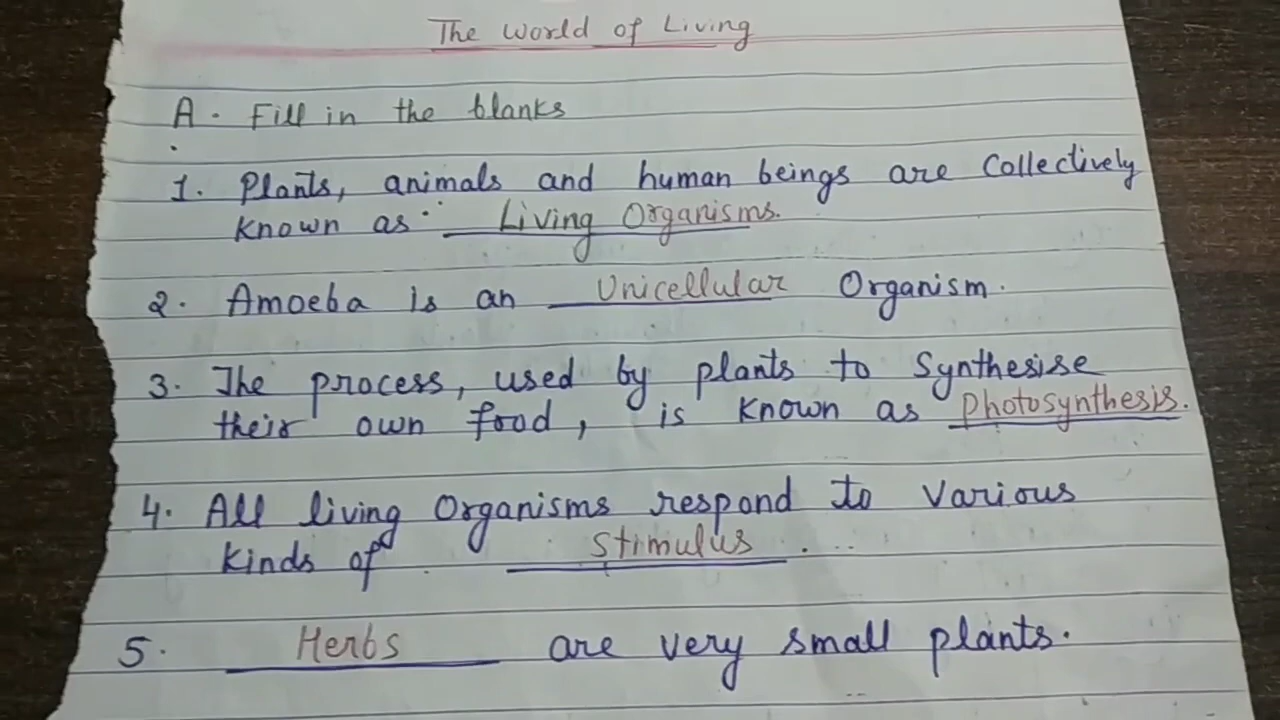 The World of Living
A. Fill in the blanks
1. Plants, animals and human beings are Collectively
known as Living Organisms.
2. Amoeba is an Unicellular Organism.
3. The process, used by plants to Synthesise
their own food, is known as Photosynthesis.
4. All living Organisms respond to Various
kinds of Stimulus.
5. Herbs are very small plants.